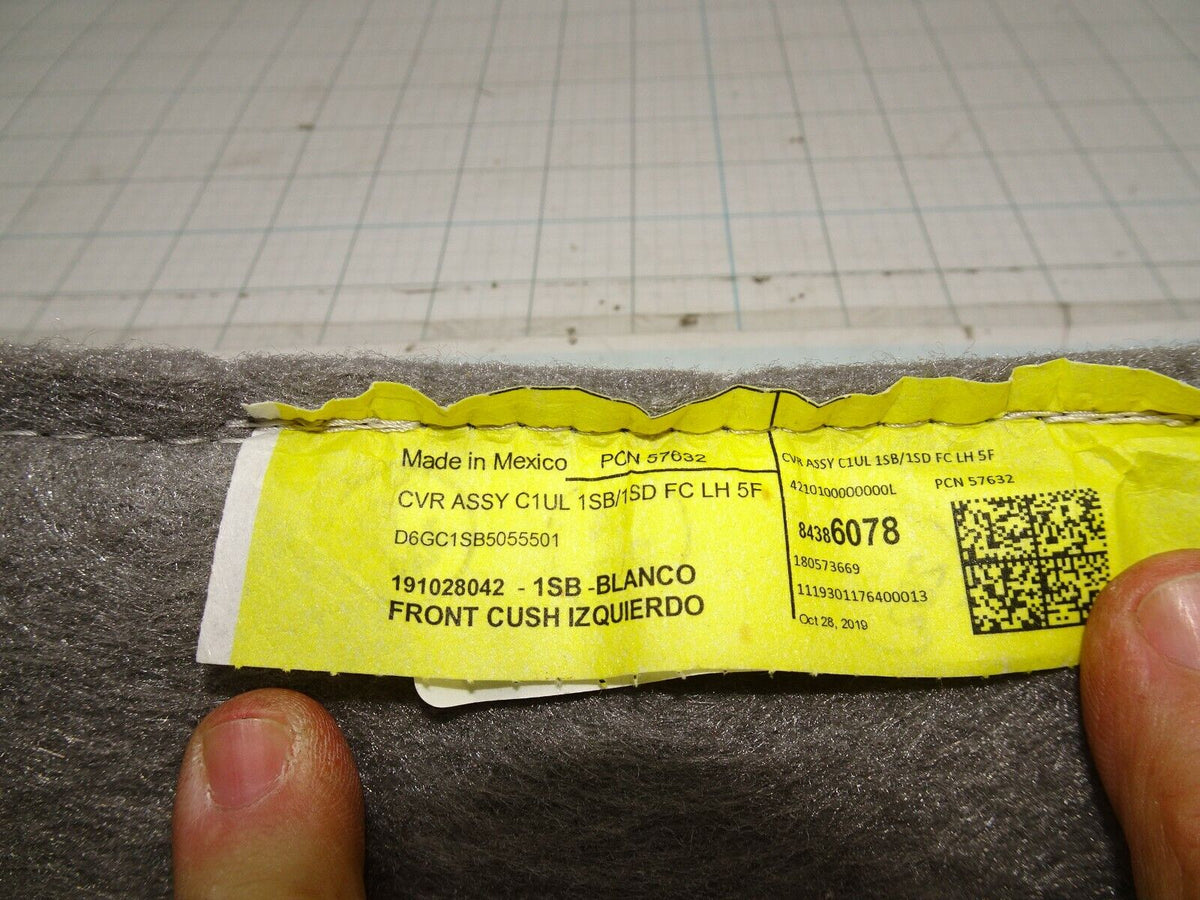 Made in Mexico PCN 57632
CVR ASSY C1UL 1SB/1SD FC LH 5F
D6GC1SB5055501
191028042 - 1SB -BLANCO
FRONT CUSH IZQUIERDO
CVR ASSY C1UL 1SB/1SD FC LH 5F
4210100000000L PCN 57632
84386078
180573669
1119301176400013
Oct 28, 2019